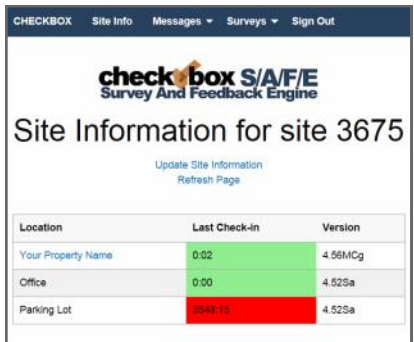 CHECKBOX Site Info Messages Surveys Sign Out
checkbox S/A/F/E
Survey And Feedback Engine
Site Information for site 3675
Update Site Information
Refresh Page
Location Last Check-in Version
Your Property Name 0:02 4.56MCg
Office 0:00 4.52Sa
Parking Lot 3548:15 4.52Sa